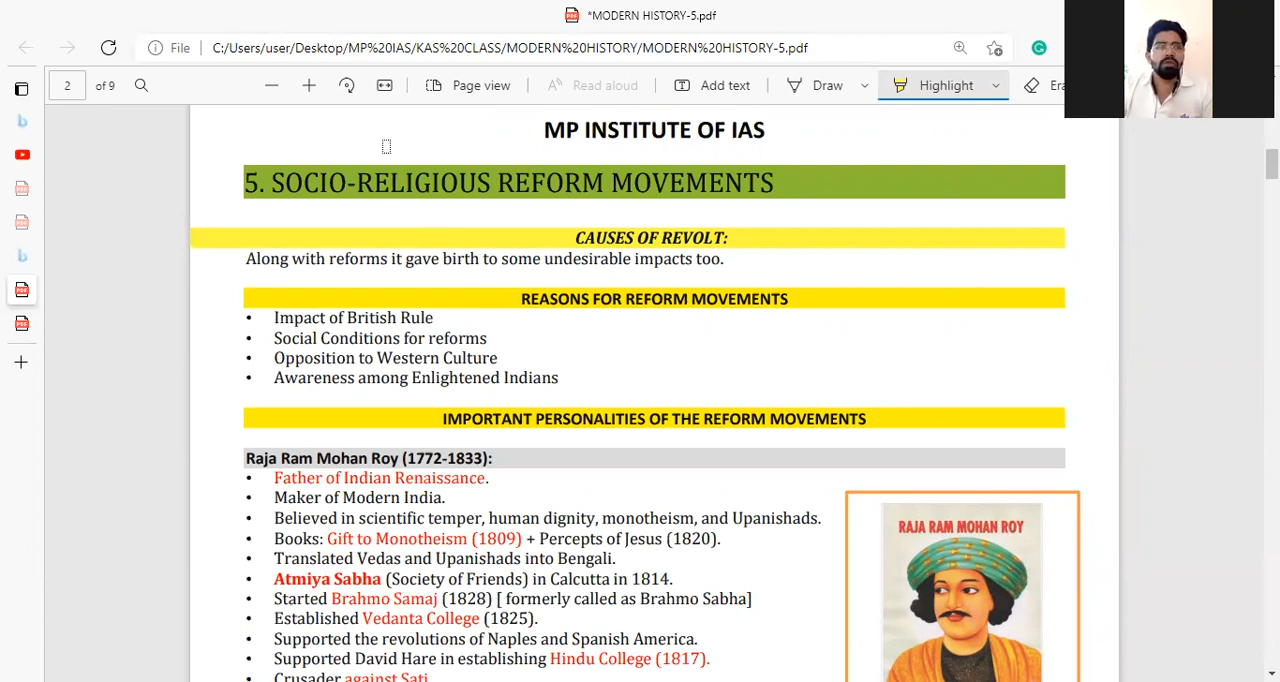 *MODERN HISTORY-5.pdf
File C:/Users/user/Desktop/MP%20IAS/KAS%20CLASS/MODERN%20HISTORY/MODERN%20HISTORY-5.pdf
2 of 9 Page view Read aloud Add text Draw Highlight Era
MP INSTITUTE OF IAS
5. SOCIO-RELIGIOUS REFORM MOVEMENTS
CAUSES OF REVOLT:
Along with reforms it gave birth to some undesirable impacts too.
REASONS FOR REFORM MOVEMENTS
• Impact of British Rule
• Social Conditions for reforms
• Opposition to Western Culture
• Awareness among Enlightened Indians
IMPORTANT PERSONALITIES OF THE REFORM MOVEMENTS
Raja Ram Mohan Roy (1772-1833):
• Father of Indian Renaissance.
• Maker of Modern India.
• Believed in scientific temper, human dignity, monotheism, and Upanishads.
• Books: Gift to Monotheism (1809) + Percepts of Jesus (1820).
• Translated Vedas and Upanishads into Bengali.
• Atmiya Sabha (Society of Friends) in Calcutta in 1814.
• Started Brahmo Samaj (1828) [ formerly called as Brahmo Sabha]
• Established Vedanta College (1825).
• Supported the revolutions of Naples and Spanish America.
• Supported David Hare in establishing Hindu College (1817).
• Crusader against Sati
RAJA RAM MOHAN ROY